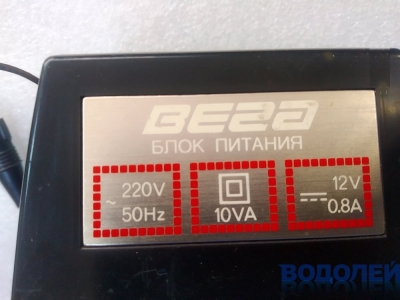 ВЕГА
БЛОК ПИТАНИЯ
~ 220V
50Hz
10VA
12V
0.8A
ВОДОЛЕЙ